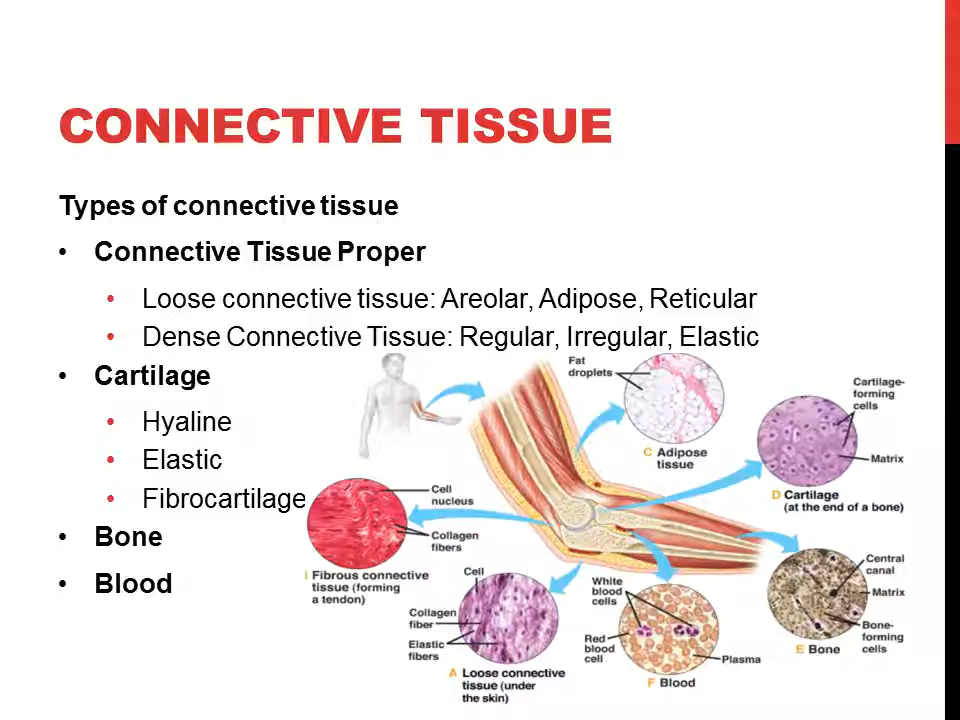 CONNECTIVE TISSUE
Types of connective tissue
• Connective Tissue Proper
• Loose connective tissue: Areolar, Adipose, Reticular
• Dense Connective Tissue: Regular, Irregular, Elastic
• Cartilage
• Hyaline
• Elastic
• Fibrocartilage
• Bone
• Blood
Fat
droplets
C Adipose
tissue
Cartilage-
forming
cells
Matrix
D Cartilage
(at the end of a bone)
Cell
nucleus
Collagen
fibers
Fibrous connective
tissue (forming
a tendon)
Cell
Collagen
fiber
Elastic
fibers
A Loose connective
tissue (under
the skin)
White
blood
cells
Red
blood
cell
Plasma
F Blood
Central
canal
Matrix
Bone-
forming
cells
E Bone